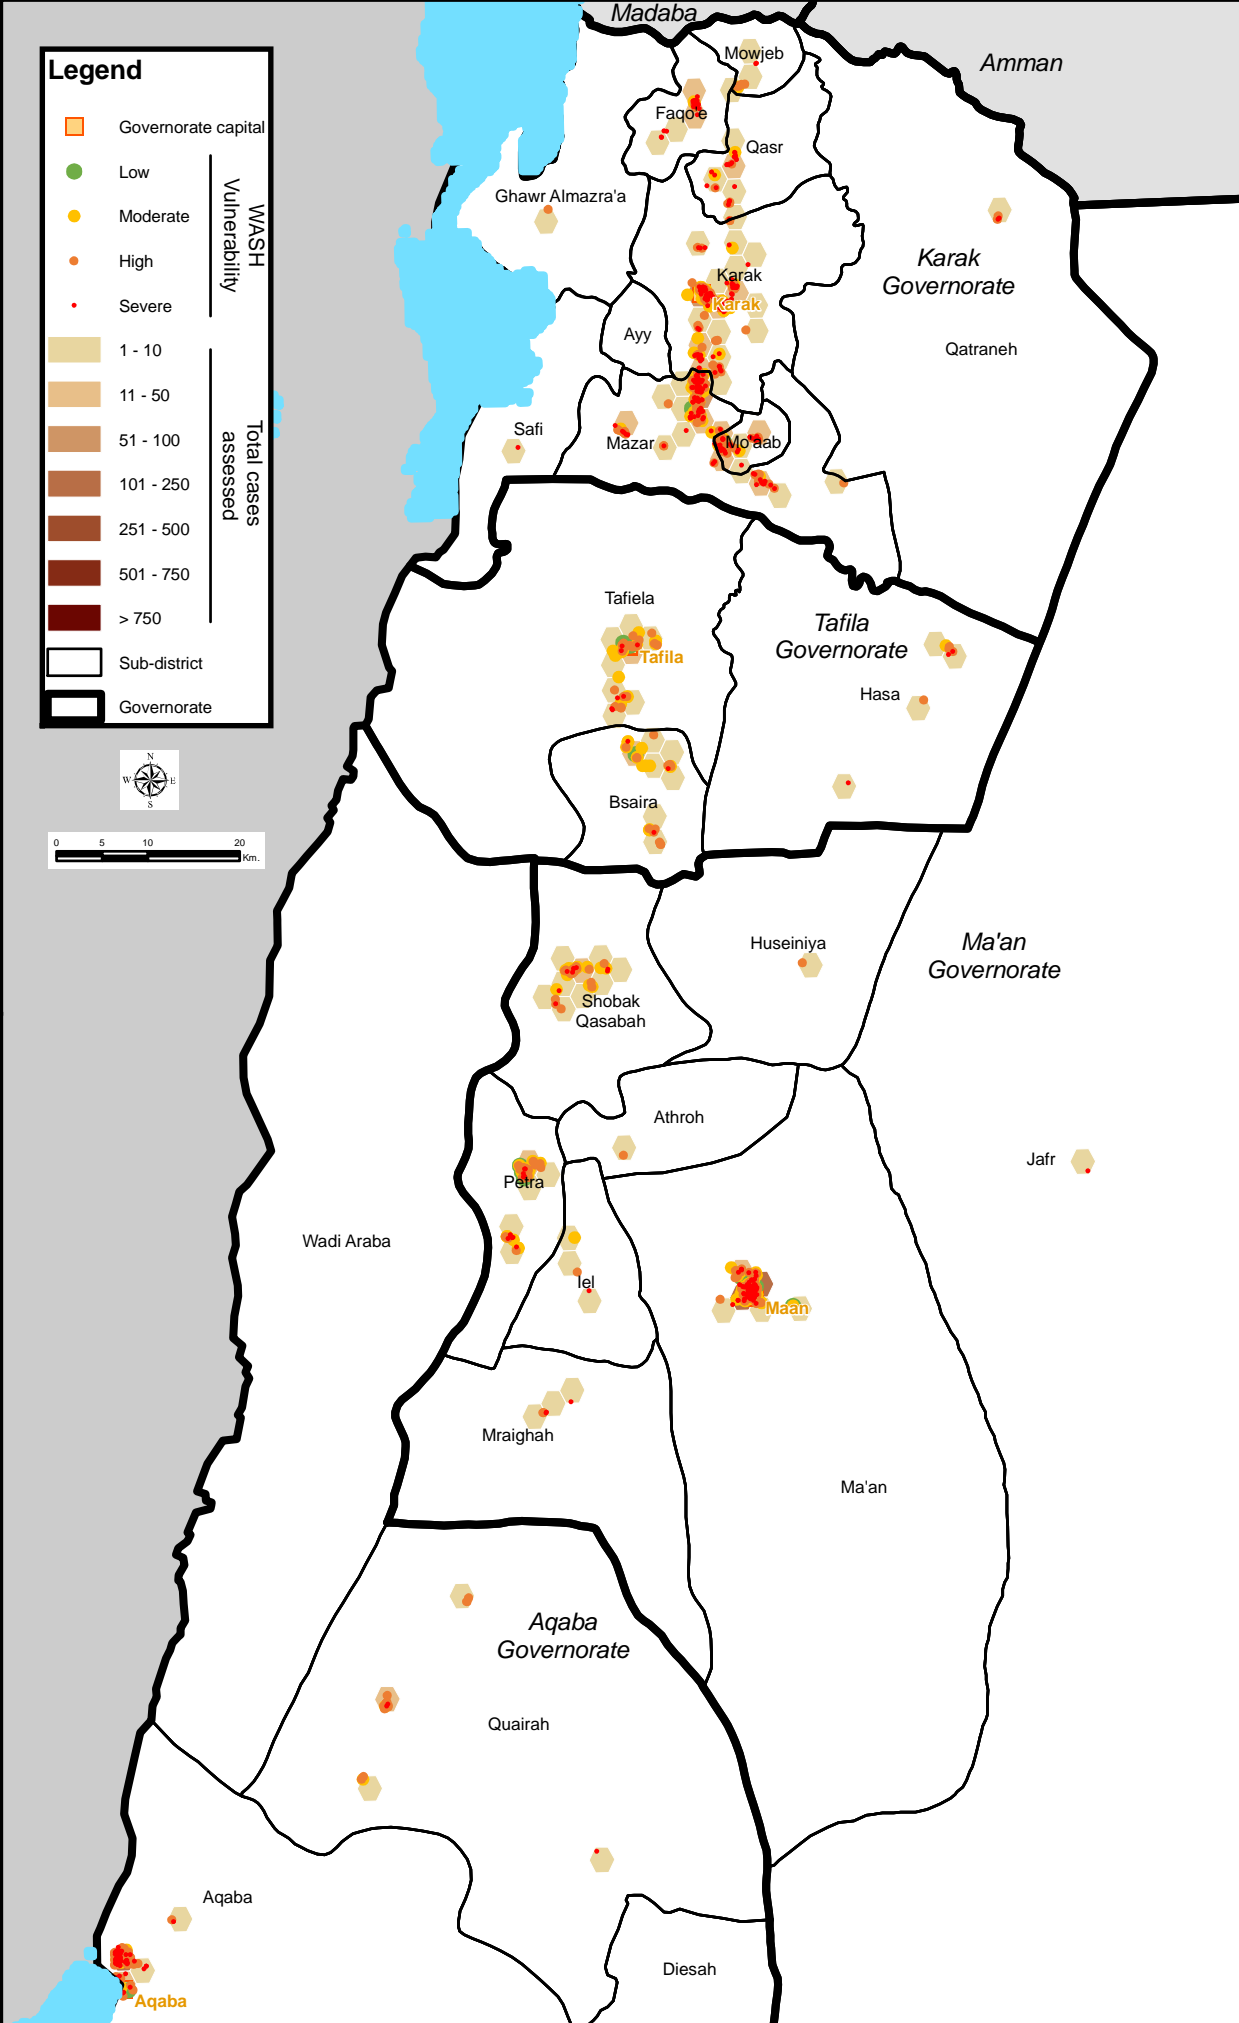 Madaba
Mowjeb
Amman
Legend
Governorate capital
Low
Moderate
High
Severe
WASH
Vulnerability
1 - 10
11 - 50
51 - 100
101 - 250
251 - 500
501 - 750
> 750
Total cases
assessed
Sub-district
Governorate
N
W
E
S
0 5 10 20
Km.
Faqo'e
Qasr
Ghawr Almazra'a
Karak
Governorate
Karak
Karak
Ayy
Qatraneh
Safi
Mazar
Mo'aab
Tafiela
Tafila
Governorate
Tafila
Hasa
Bsaira
Huseiniya
Ma'an
Governorate
Shobak
Qasabah
Athroh
Jafr
Petra
Wadi Araba
Iel
Maan
Mraighah
Ma'an
Aqaba
Governorate
Quairah
Aqaba
Diesah
Aqaba